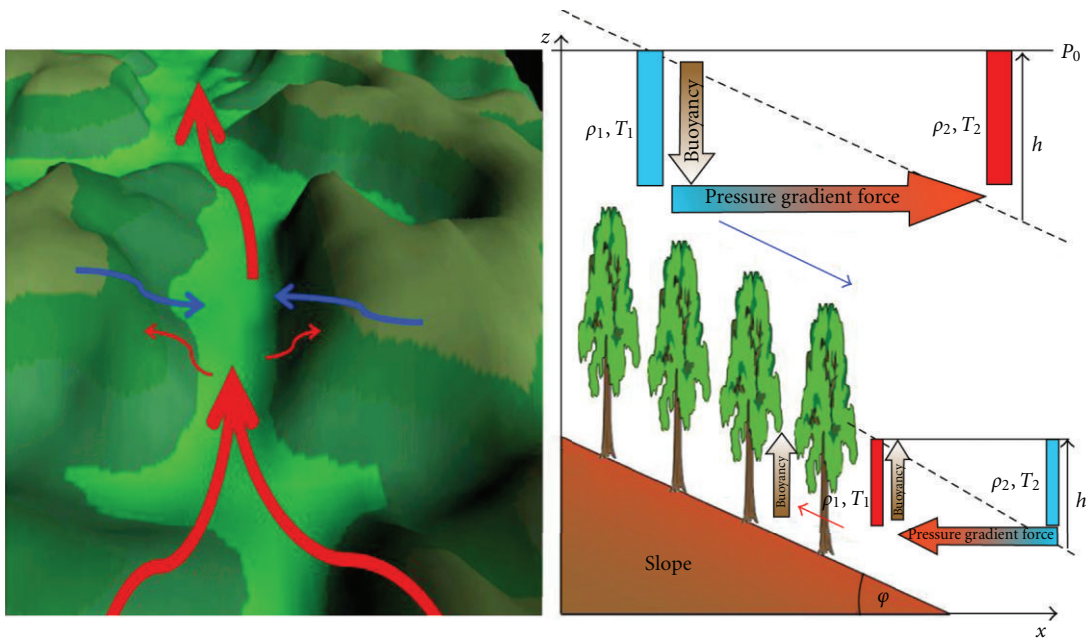 z
P₀
ρ₁, T₁
Buoyancy
ρ₂, T₂
h
Pressure gradient force
Buoyancy
ρ₁, T₁
Buoyancy
ρ₂, T₂
h
Pressure gradient force
Slope
φ
x